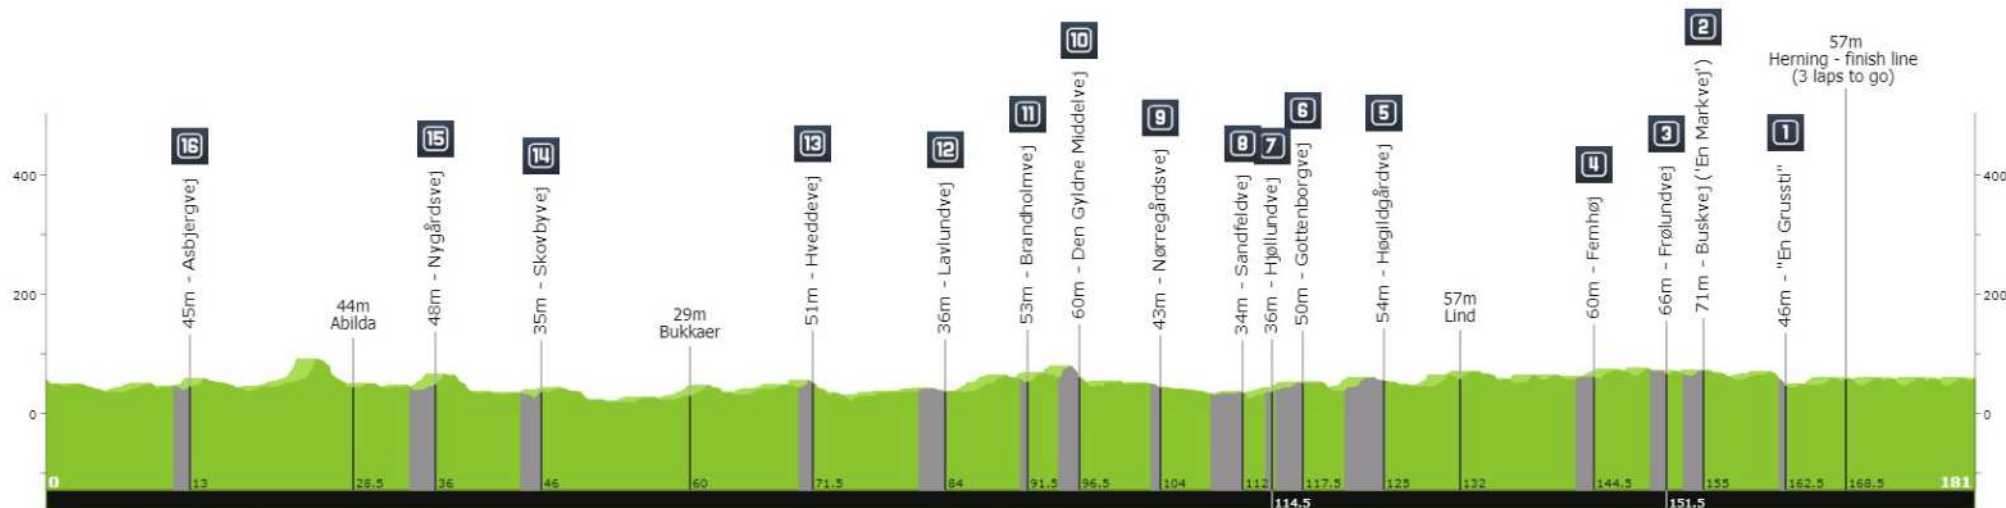 2
10
57m
Herning - finish line
(3 laps to go)
11
9
6
5
16
15
14
13
12
8
7
4
3
1
45m - Asbjergvej
48m - Nygårdsvej
35m - Skovbyvej
51m - Hveddevej
36m - Lavlundvej
53m - Brandholmvej
60m - Den Gyldne Middelvej
43m - Nørregårdsvej
34m - Sandfeldvej
36m - Hjøllundvej
50m - Gottenborgvej
54m - Høgildgårdvej
60m - Femhøj
66m - Frølundvej
71m - Buskvej ('En Markvej')
46m - "En Grussti"
44m
Abilda
29m
Bukkaer
57m
Lind
400
200
0
400
200
0
0 13 28.5 36 46 60 71.5 84 91.5 96.5 104 112 117.5 125 132 144.5 155 162.5 168.5 181
114.5 151.5